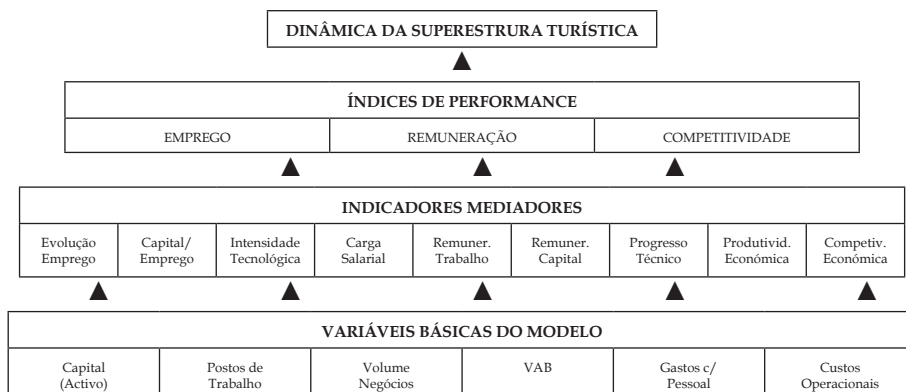 DINÂMICA DA SUPERESTRURA TURÍSTICA
ÍNDICES DE PERFORMANCE
EMPREGO
REMUNERAÇÃO
COMPETITIVIDADE
INDICADORES MEDIADORES
Evolução
Emprego
Capital/
Emprego
Intensidade
Tecnológica
Carga
Salarial
Remuner.
Trabalho
Remuner.
Capital
Progresso
Técnico
Produtivid.
Económica
Competiv.
Económica
VARIÁVEIS BÁSICAS DO MODELO
Capital
(Activo)
Postos de
Trabalho
Volume
Negócios
VAB
Gastos c/
Pessoal
Custos
Operacionais